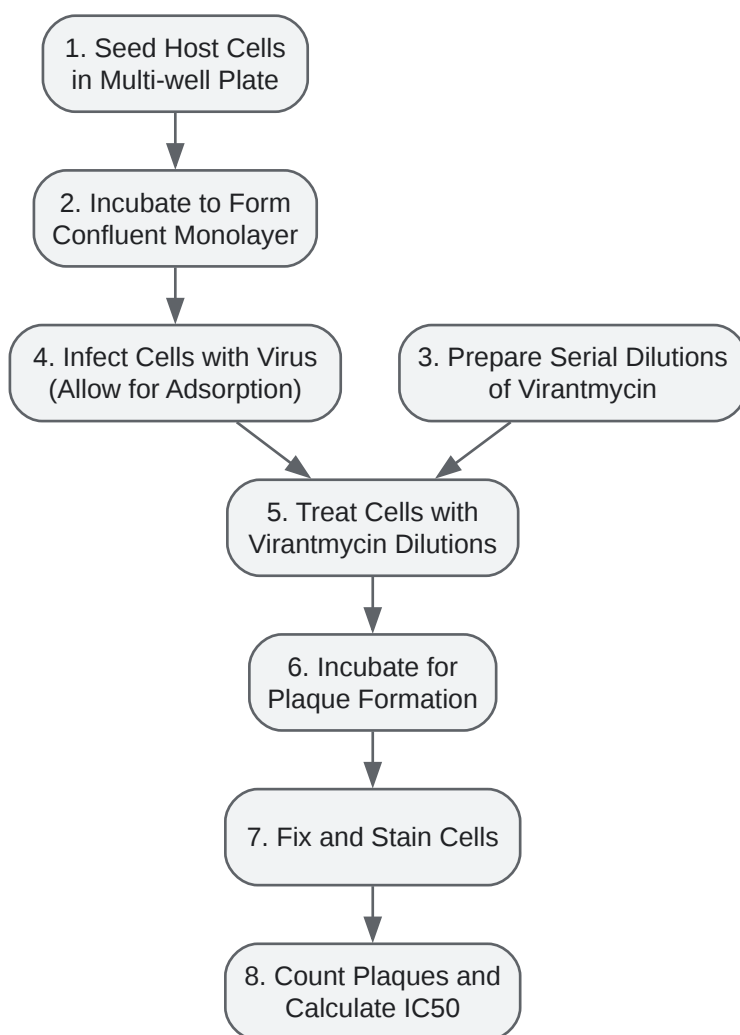 1. Seed Host Cells
in Multi-well Plate
2. Incubate to Form
Confluent Monolayer
4. Infect Cells with Virus
(Allow for Adsorption)
3. Prepare Serial Dilutions
of Virantmycin
5. Treat Cells with
Virantmycin Dilutions
6. Incubate for
Plaque Formation
7. Fix and Stain Cells
8. Count Plaques and
Calculate IC50